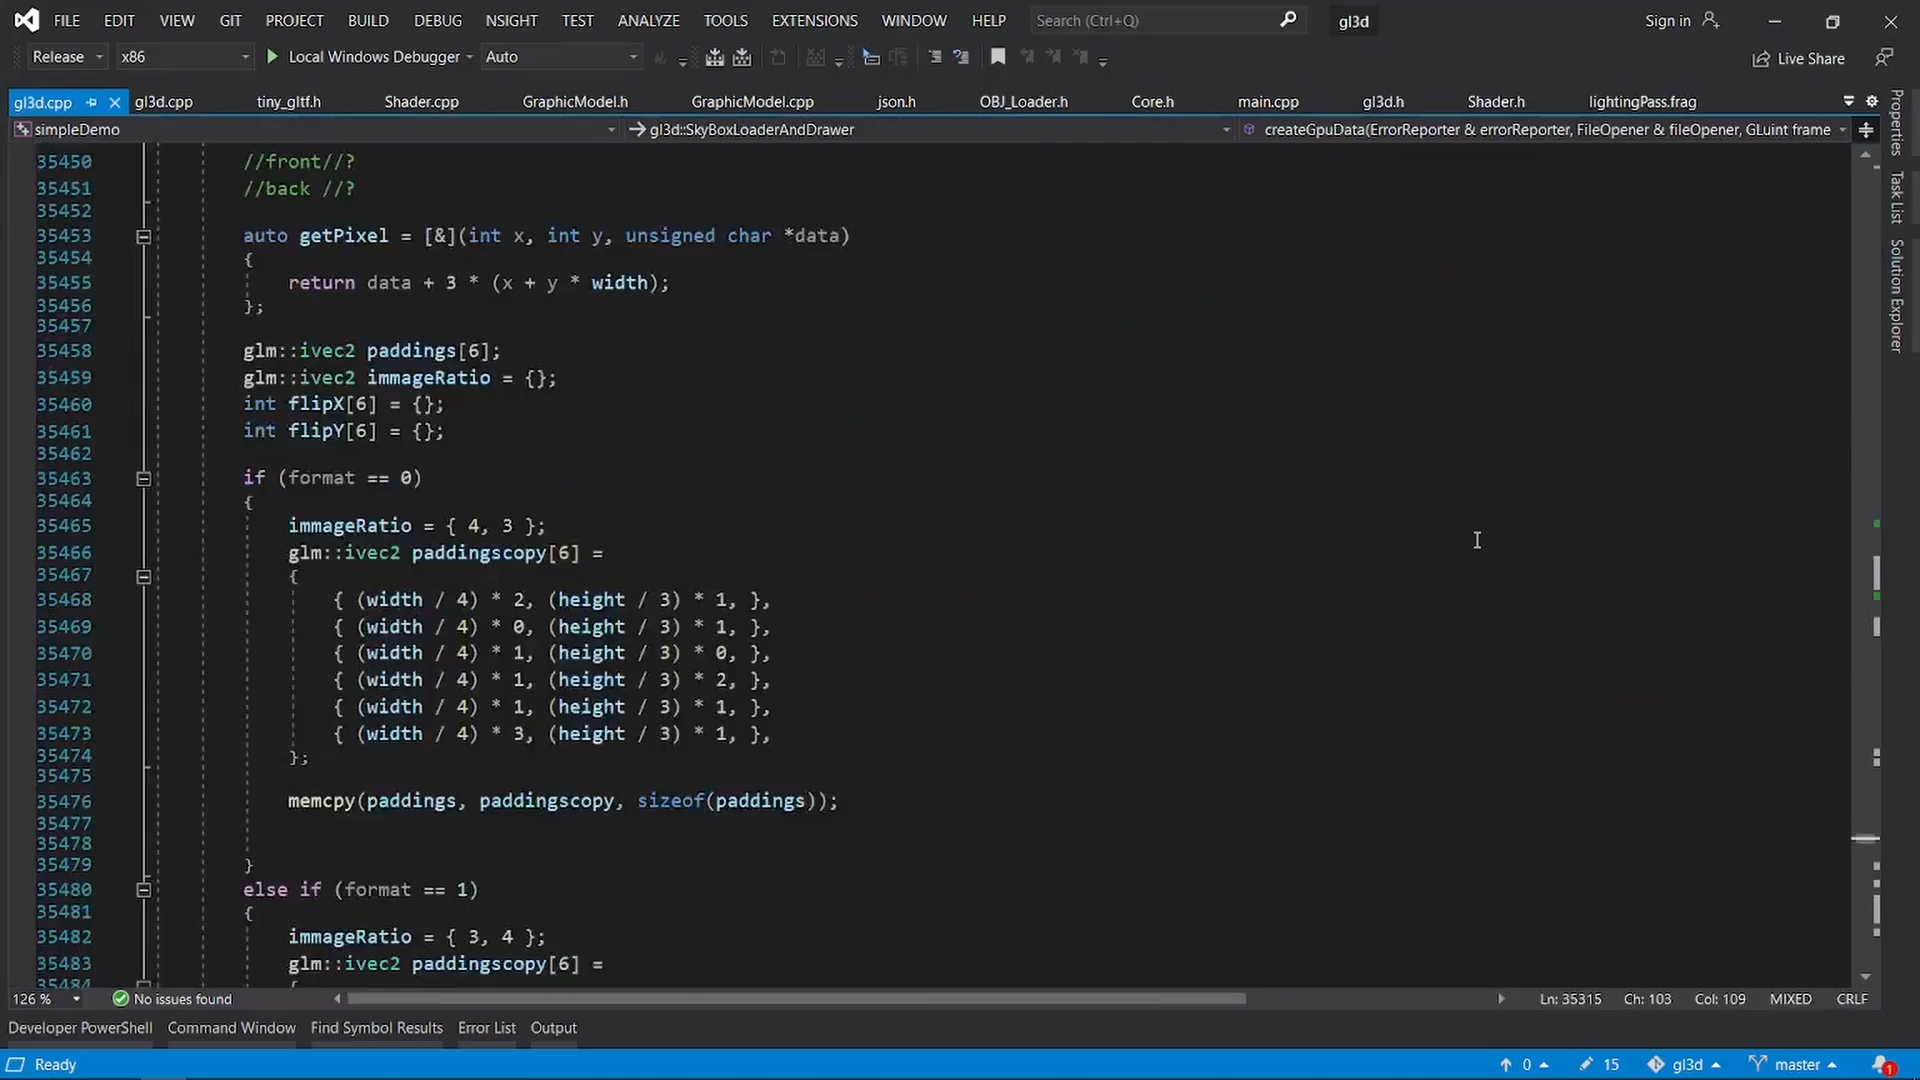 FILE EDIT VIEW GIT PROJECT BUILD DEBUG NSIGHT TEST ANALYZE TOOLS EXTENSIONS WINDOW HELP Search (Ctrl+Q) gl3d Sign in
Release x86 Local Windows Debugger Auto Live Share
gl3d.cpp gl3d.cpp tiny_gltf.h Shader.cpp GraphicModel.h GraphicModel.cpp json.h OBJ_Loader.h Core.h main.cpp gl3d.h Shader.h lightingPass.frag
simpleDemo gl3d::SkyBoxLoaderAndDrawer createGpuData(ErrorReporter & errorReporter, FileOpener & fileOpener, GLuint frame
35450 //front//?
35451 //back //?
35452
35453 auto getPixel = [&](int x, int y, unsigned char *data)
35454 {
35455 return data + 3 * (x + y * width);
35456 };
35457
35458 glm::ivec2 paddings[6];
35459 glm::ivec2 immageRatio = {};
35460 int flipX[6] = {};
35461 int flipY[6] = {};
35462
35463 if (format == 0)
35464 {
35465 immageRatio = { 4, 3 };
35466 glm::ivec2 paddingscopy[6] =
35467 {
35468 { (width / 4) * 2, (height / 3) * 1, },
35469 { (width / 4) * 0, (height / 3) * 1, },
35470 { (width / 4) * 1, (height / 3) * 0, },
35471 { (width / 4) * 1, (height / 3) * 2, },
35472 { (width / 4) * 1, (height / 3) * 1, },
35473 { (width / 4) * 3, (height / 3) * 1, },
35474 };
35475
35476 memcpy(paddings, paddingscopy, sizeof(paddings));
35477
35478
35479 }
35480 else if (format == 1)
35481 {
35482 immageRatio = { 3, 4 };
35483 glm::ivec2 paddingscopy[6] =
35484 {
Properties
Task List
Solution Explorer
126 % No issues found Ln: 35315 Ch: 103 Col: 109 MIXED CRLF
Developer PowerShell Command Window Find Symbol Results Error List Output
Ready 0 15 gl3d master 1